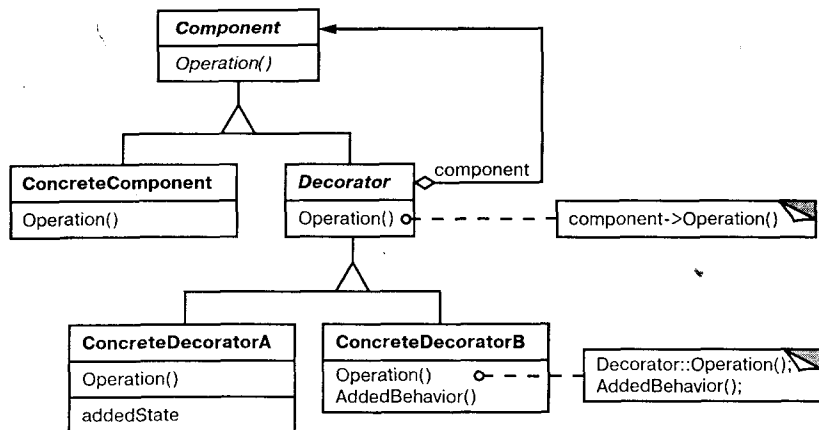 Component
Operation()
ConcreteComponent
Operation()
Decorator
Operation()
component
component->Operation()
ConcreteDecoratorA
Operation()
addedState
ConcreteDecoratorB
Operation()
AddedBehavior()
Decorator::Operation();
AddedBehavior();